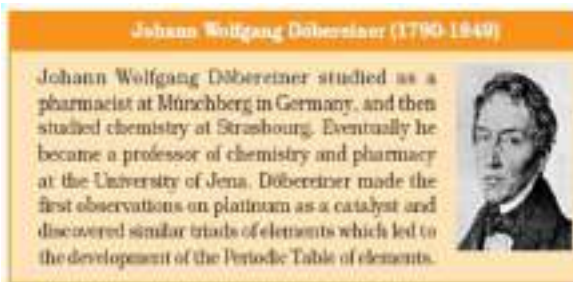 Johann Wolfgang Döbereiner (1780-1849)
Johann Wolfgang Döbereiner studied as a
pharmacist at Münchberg in Germany, and then
studied chemistry at Strasbourg. Eventually he
became a professor of chemistry and pharmacy
at the University of Jena. Döbereiner made the
first observations on platinum as a catalyst and
discovered similar triads of elements which led to
the development of the Periodic Table of elements.